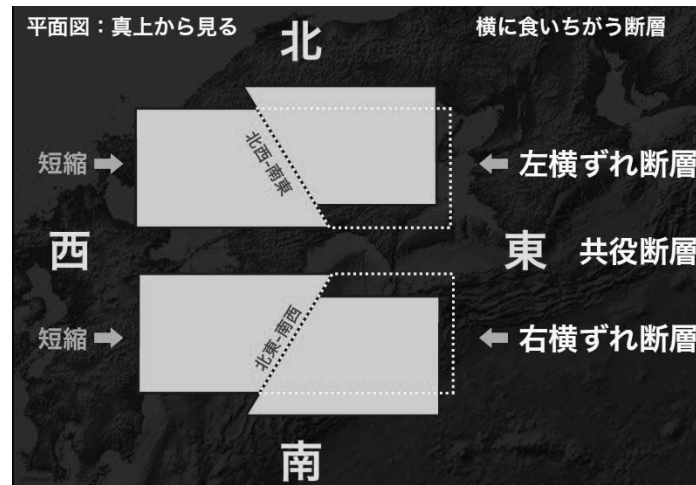 平面図：真上から見る
北
横に食いちがう断層
北西-南東
短縮
左横ずれ断層
西
東
共役断層
短縮
北東-南西
右横ずれ断層
南